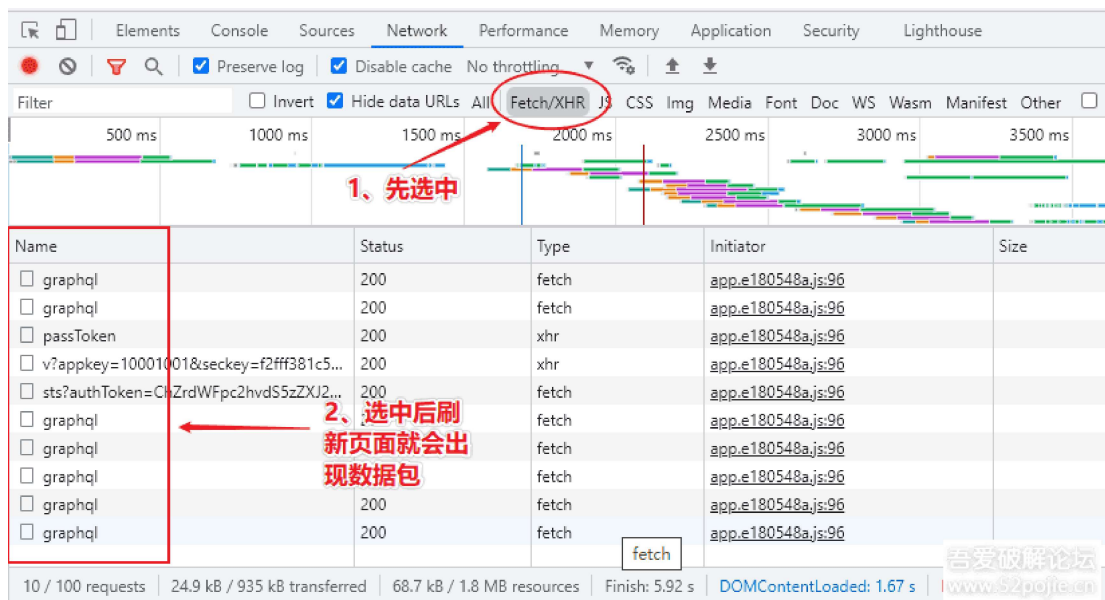 Elements Console Sources Network Performance Memory Application Security Lighthouse
Preserve log Disable cache No throttling
Filter Invert Hide data URLs All Fetch/XHR JS CSS Img Media Font Doc WS Wasm Manifest Other
500 ms 1000 ms 1500 ms 2000 ms 2500 ms 3000 ms 3500 ms
1、先选中
Name Status Type Initiator Size
graphql 200 fetch app.e180548a.js:96
graphql 200 fetch app.e180548a.js:96
passToken 200 xhr app.e180548a.js:96
v?appkey=10001001&seckey=f2fff381c5... 200 xhr app.e180548a.js:96
sts?authToken=ChZrdWFpc2hvdS5zZXJ2... 200 fetch app.e180548a.js:96
graphql fetch app.e180548a.js:96
graphql fetch app.e180548a.js:96
graphql fetch app.e180548a.js:96
graphql 200 fetch app.e180548a.js:96
graphql 200 fetch app.e180548a.js:96
2、选中后刷
新页面就会出
现数据包
fetch
10 / 100 requests 24.9 kB / 935 kB transferred 68.7 kB / 1.8 MB resources Finish: 5.92 s DOMContentLoaded: 1.67 s
吾爱破解论坛
www.52pojie.cn